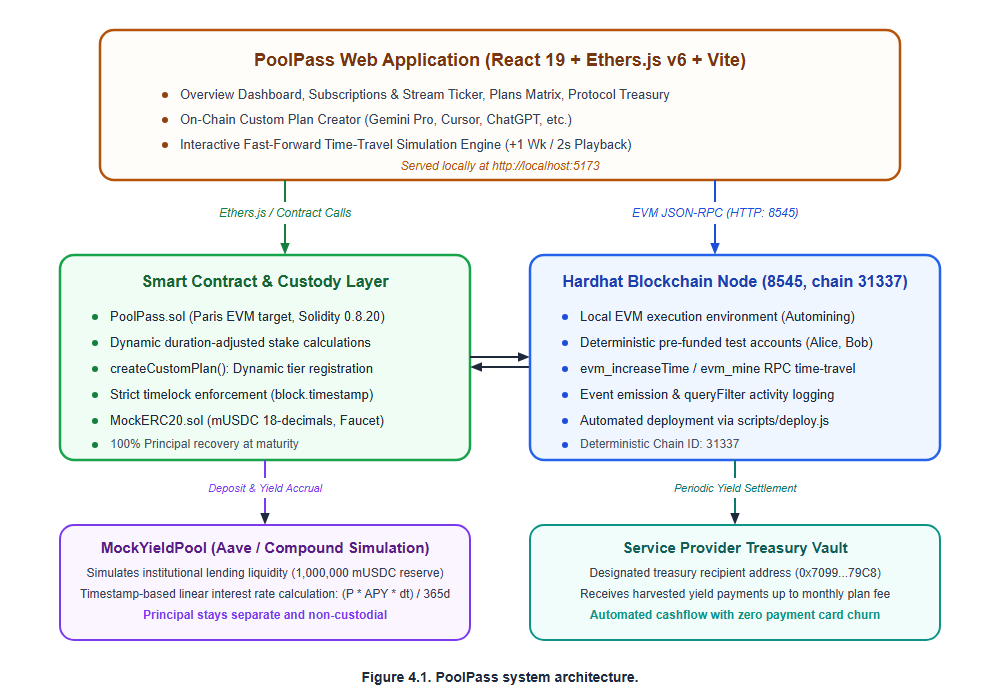 PoolPass Web Application (React 19 + Ethers.js v6 + Vite)
Overview Dashboard, Subscriptions & Stream Ticker, Plans Matrix, Protocol Treasury
On-Chain Custom Plan Creator (Gemini Pro, Cursor, ChatGPT, etc.)
Interactive Fast-Forward Time-Travel Simulation Engine (+1 Wk / 2s Playback)
Served locally at http://localhost:5173
Ethers.js / Contract Calls
EVM JSON-RPC (HTTP: 8545)
Smart Contract & Custody Layer
PoolPass.sol (Paris EVM target, Solidity 0.8.20)
Dynamic duration-adjusted stake calculations
createCustomPlan(): Dynamic tier registration
Strict timelock enforcement (block.timestamp)
MockERC20.sol (mUSDC 18-decimals, Faucet)
100% Principal recovery at maturity
Hardhat Blockchain Node (8545, chain 31337)
Local EVM execution environment (Automining)
Deterministic pre-funded test accounts (Alice, Bob)
evm_increaseTime / evm_mine RPC time-travel
Event emission & queryFilter activity logging
Automated deployment via scripts/deploy.js
Deterministic Chain ID: 31337
Deposit & Yield Accrual
Periodic Yield Settlement
MockYieldPool (Aave / Compound Simulation)
Simulates institutional lending liquidity (1,000,000 mUSDC reserve)
Timestamp-based linear interest rate calculation: (P * APY * dt) / 365d
Principal stays separate and non-custodial
Service Provider Treasury Vault
Designated treasury recipient address (0x7099...79C8)
Receives harvested yield payments up to monthly plan fee
Automated cashflow with zero payment card churn
Figure 4.1. PoolPass system architecture.